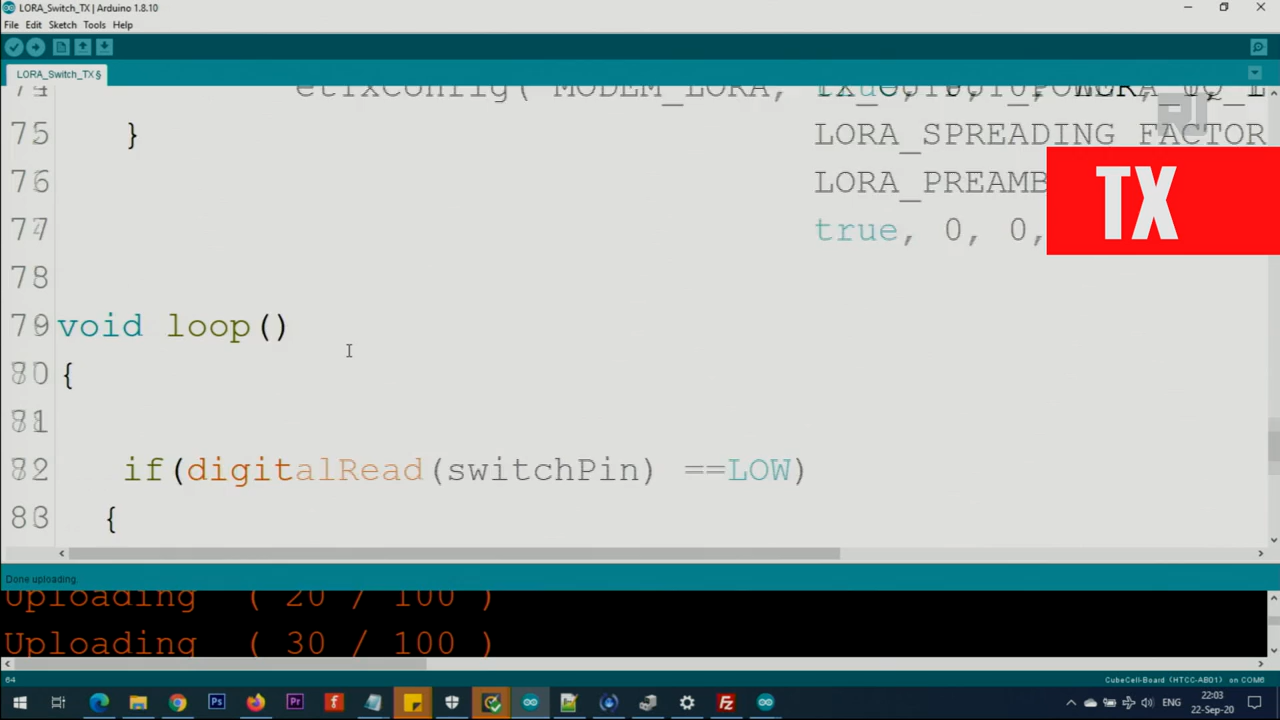 LORA_Switch_TX | Arduino 1.8.10
File Edit Sketch Tools Help
LORA_Switch_TX §
MODEM_LORA,
75 }
LORA_SPREADING_FACTOR
76
LORA_PREAMB
TX
77
true, 0, 0,
78
79 void loop()
80 {
81
82 if(digitalRead(switchPin) ==LOW)
83 {
Done uploading.
Uploading ( 20 / 100 )
Uploading ( 30 / 100 )
64
CubeCell-Board (HTCC-AB01) on COM6
ENG
22:03
22-Sep-20